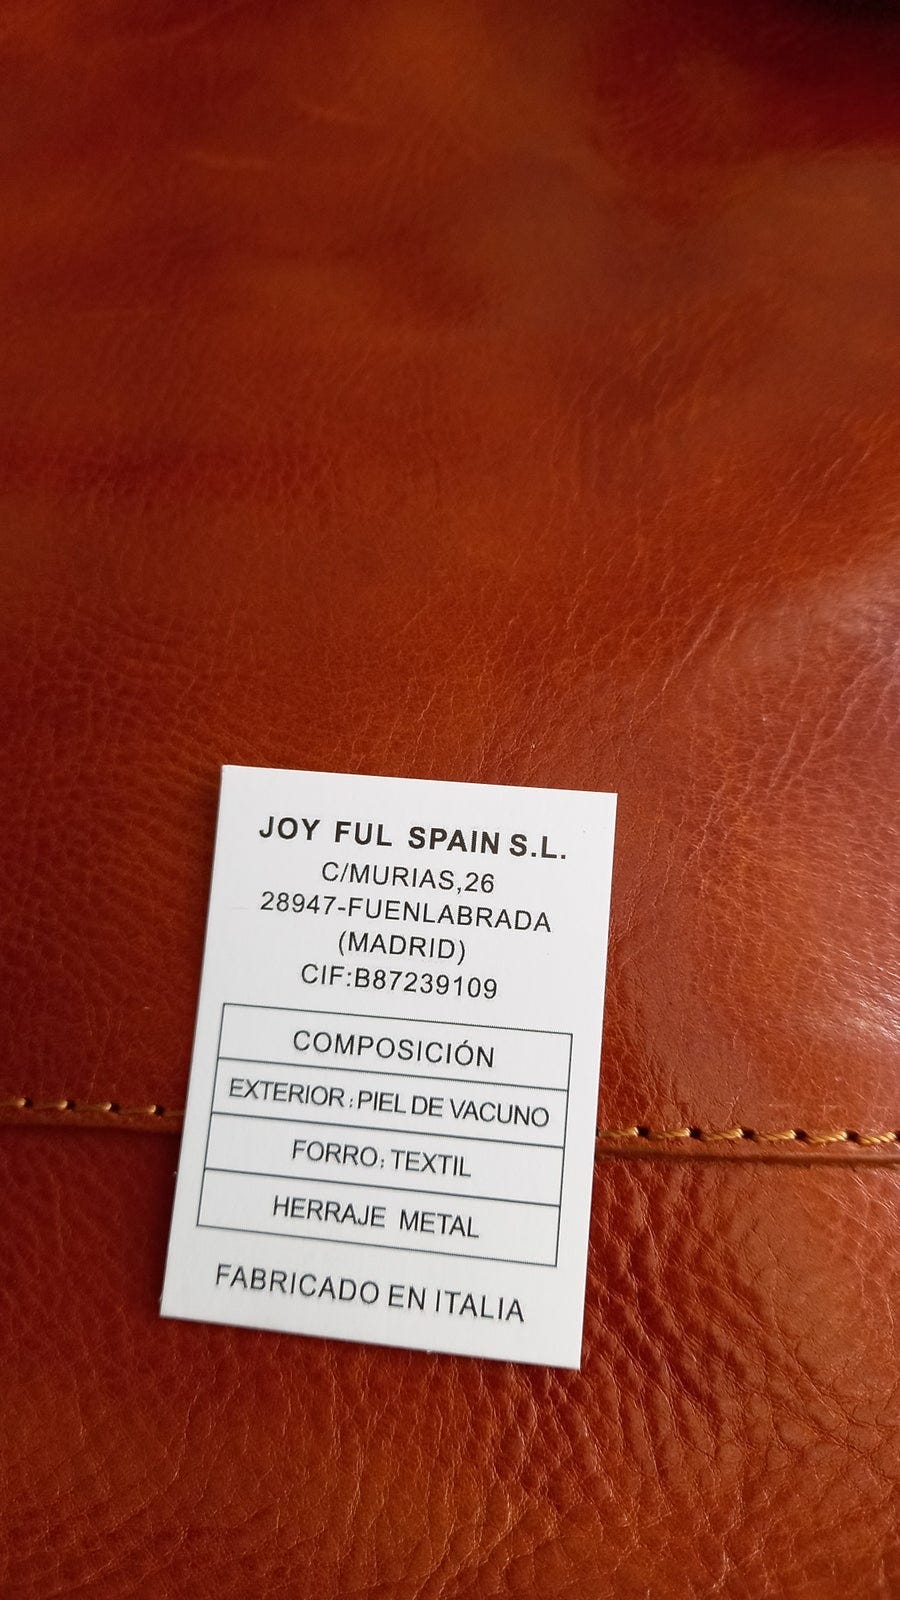 JOY FUL SPAIN S.L.
C/MURIAS,26
28947-FUENLABRADA
(MADRID)
CIF:B87239109
COMPOSICIÓN
EXTERIOR: PIEL DE VACUNO
FORRO: TEXTIL
HERRAJE METAL
FABRICADO EN ITALIA